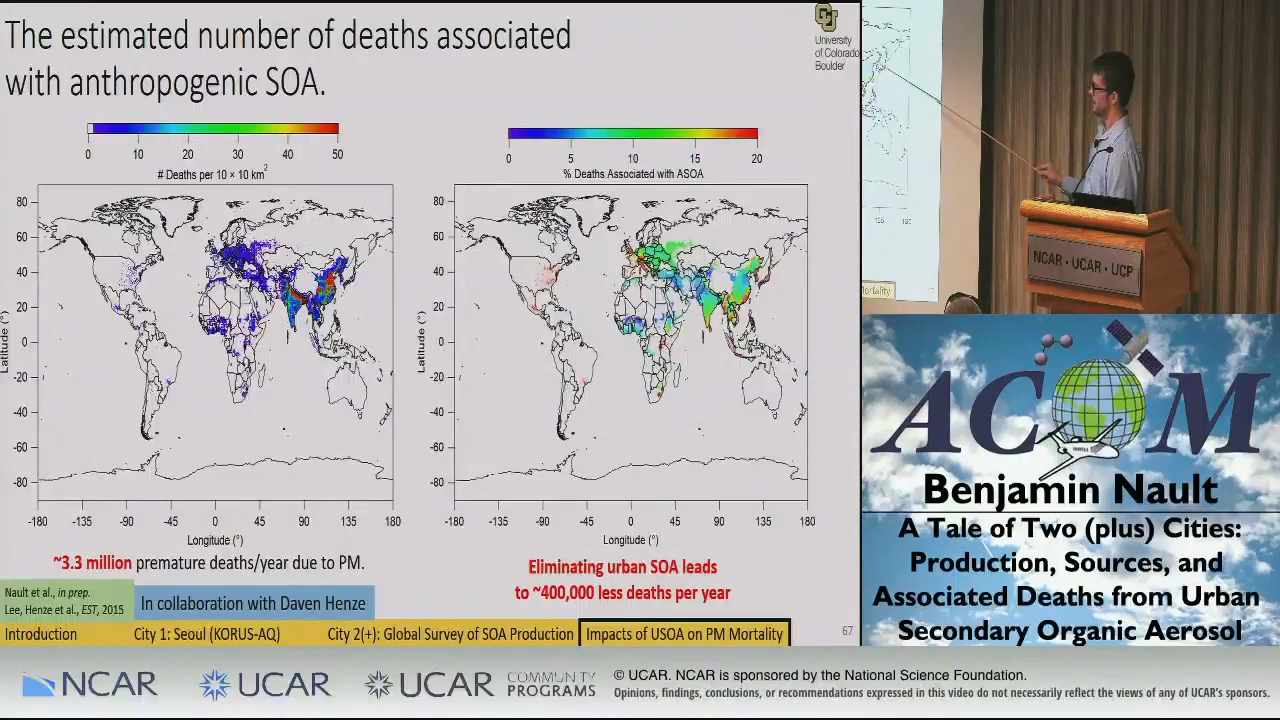 The estimated number of deaths associated
with anthropogenic SOA.
University
of Colorado
Boulder
0 10 20 30 40 50
# Deaths per 10 × 10 km2
0 5 10 15 20
% Deaths Associated with ASOA
80
60
40
20
0
-20
-40
-60
-80
Latitude (°)
-180 -135 -90 -45 0 45 90 135 180
Longitude (°)
80
60
40
20
0
-20
-40
-60
-80
Latitude (°)
-180 -135 -90 -45 0 45 90 135 180
Longitude (°)
~3.3 million premature deaths/year due to PM.
Eliminating urban SOA leads
to ~400,000 less deaths per year
Nault et al., in prep.
Lee, Henze et al., EST, 2015
In collaboration with Daven Henze
Introduction City 1: Seoul (KORUS-AQ) City 2(+): Global Survey of SOA Production Impacts of USOA on PM Mortality
67
135 180
Mortality
NCAR • UCAR • UCP
ACOM
Benjamin Nault
A Tale of Two (plus) Cities:
Production, Sources, and
Associated Deaths from Urban
Secondary Organic Aerosol
NCAR UCAR UCAR COMMUNITY
PROGRAMS
© UCAR. NCAR is sponsored by the National Science Foundation.
Opinions, findings, conclusions, or recommendations expressed in this video do not necessarily reflect the views of any of UCAR's sponsors.